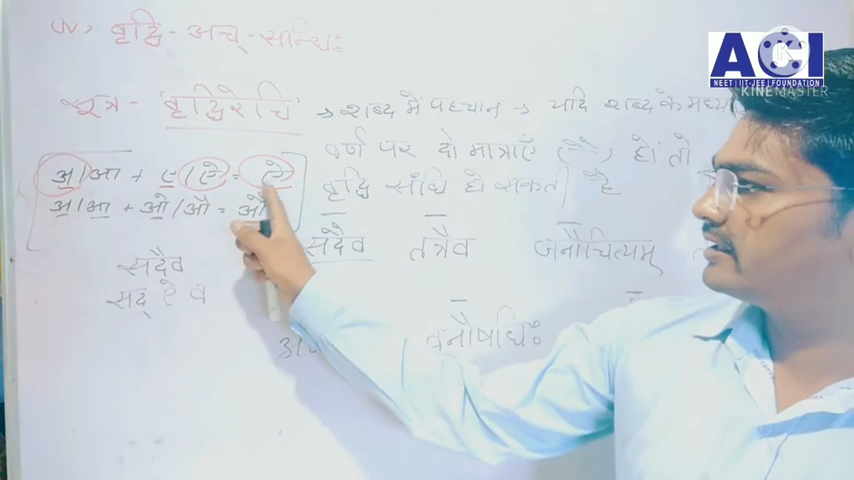 iv> वृद्धि - अच् - सन्धिः
सूत्र - 'वृद्धिरेचि' → शब्द में पहचान → यदि शब्द के मध्य
वर्ण पर दो मात्राएँ ( ै ौ ) हों तो
वृद्धि संधि हो सकती है
अ/आ + ए/ऐ = ऐ
अ/आ + ओ/औ = औ
सदैव तत्रैव जनौचित्यम्
सदैव
सद् ऐ व
वनौषधिः
ACI
NEET | IIT-JEE | FOUNDATION
KINEMASTER